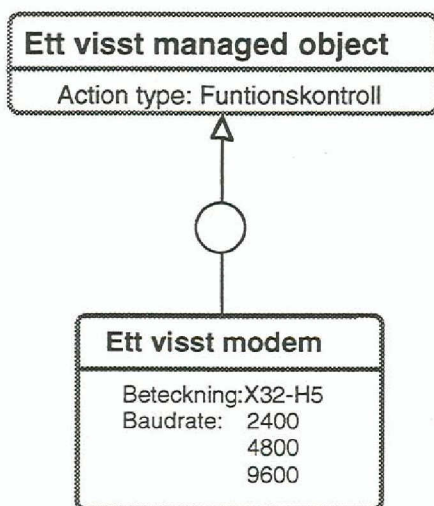 Ett visst managed object
Action type: Funtionskontroll
Ett visst modem
Beteckning:X32-H5
Baudrate: 2400
4800
9600